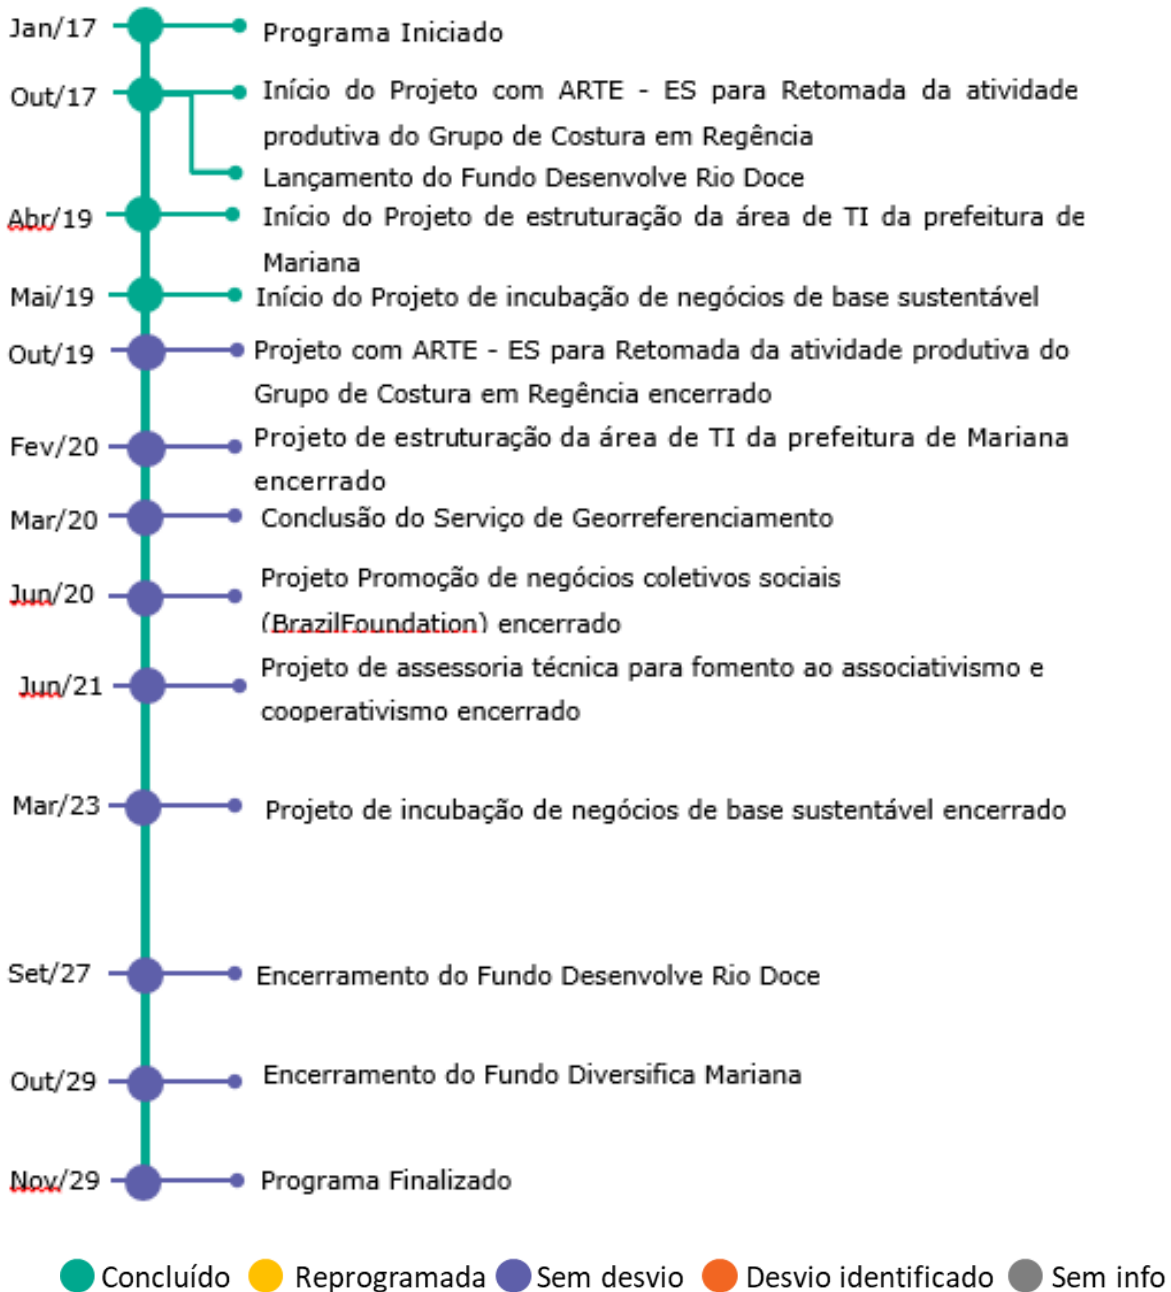 Jan/17 Programa Iniciado
Out/17 Início do Projeto com ARTE - ES para Retomada da atividade
produtiva do Grupo de Costura em Regência
Lançamento do Fundo Desenvolve Rio Doce
Abr/19 Início do Projeto de estruturação da área de TI da prefeitura de
Mariana
Mai/19 Início do Projeto de incubação de negócios de base sustentável
Out/19 Projeto com ARTE - ES para Retomada da atividade produtiva do
Grupo de Costura em Regência encerrado
Fev/20 Projeto de estruturação da área de TI da prefeitura de Mariana
encerrado
Mar/20 Conclusão do Serviço de Georreferenciamento
Jun/20 Projeto Promoção de negócios coletivos sociais
(BrazilFoundation) encerrado
Jun/21 Projeto de assessoria técnica para fomento ao associativismo e
cooperativismo encerrado
Mar/23 Projeto de incubação de negócios de base sustentável encerrado
Set/27 Encerramento do Fundo Desenvolve Rio Doce
Out/29 Encerramento do Fundo Diversifica Mariana
Nov/29 Programa Finalizado
Concluído Reprogramada Sem desvio Desvio identificado Sem info